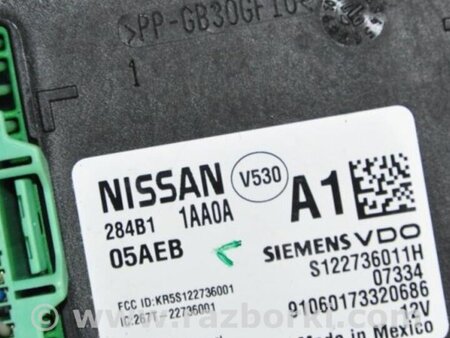 >PP-GB30GF10<
1
NISSAN V530 A1
284B1 1AA0A
05AEB SIEMENS VDO
S122736011H
07334
FCC ID: KR5S122736001 91060173320686
IC:267T-22736001 12V
in Mexico
www.razborki.com